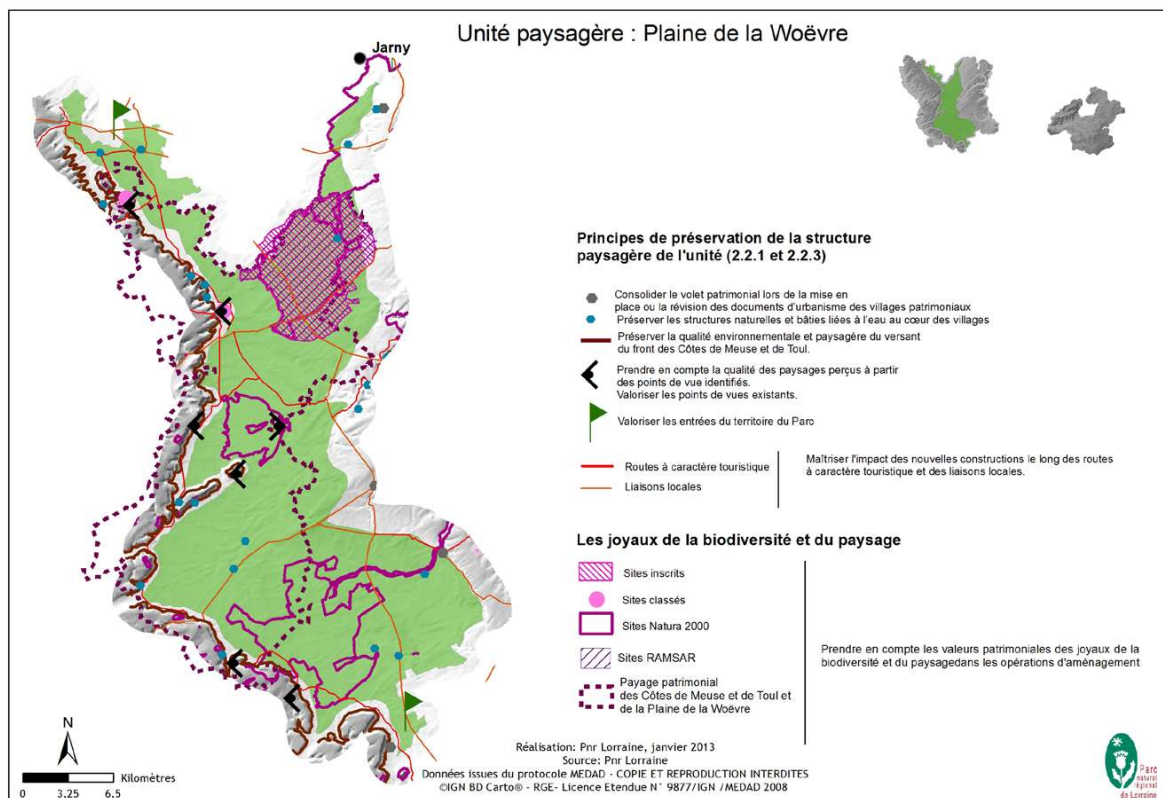 Unité paysagère : Plaine de la Woëvre
Jarny
Principes de préservation de la structure
paysagère de l'unité (2.2.1 et 2.2.3)
Consolider le volet patrimonial lors de la mise en
place ou la révision des documents d'urbanisme des villages patrimoniaux
Préserver les structures naturelles et bâties liées à l'eau au cœur des villages
Préserver la qualité environnementale et paysagère du versant
du front des Côtes de Meuse et de Toul.
Prendre en compte la qualité des paysages perçus à partir
des points de vue identifiés.
Valoriser les points de vues existants.
Valoriser les entrées du territoire du Parc
Routes à caractère touristique
Liaisons locales
Maîtriser l'impact des nouvelles constructions le long des routes
à caractère touristique et des liaisons locales.
Les joyaux de la biodiversité et du paysage
Sites inscrits
Sites classés
Sites Natura 2000
Sites RAMSAR
Payage patrimonial
des Côtes de Meuse et de Toul et
de la Plaine de la Woëvre
Prendre en compte les valeurs patrimoniales des joyaux de la
biodiversité et du paysagedans les opérations d'aménagement
N
Kilomètres
0 3,25 6,5
Réalisation: Pnr Lorraine, janvier 2013
Source: Pnr Lorraine
Données issues du protocole MEDAD - COPIE ET REPRODUCTION INTERDITES
©IGN BD Carto® - RGE- Licence Etendue N° 9877/IGN /MEDAD 2008
Parc
naturel
régional
de Lorraine